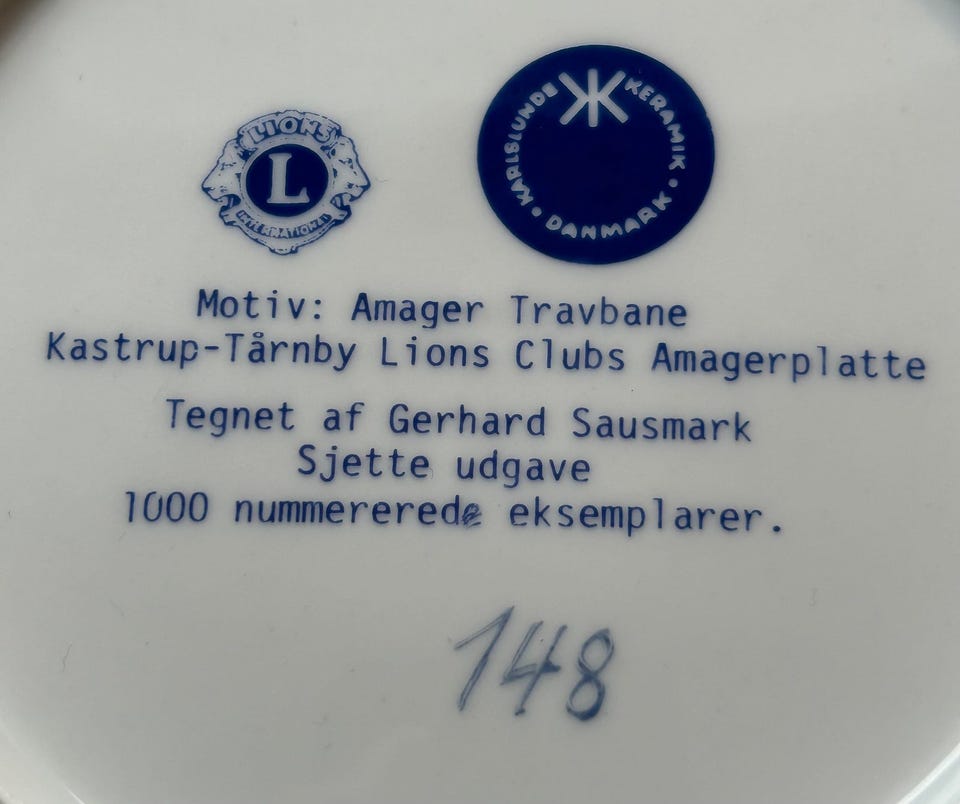 LIONS
L
INTERNATIONAL
KARLSLUNDE KERAMIK • DANMARK •
Motiv: Amager Travbane
Kastrup-Tårnby Lions Clubs Amagerplatte
Tegnet af Gerhard Sausmark
Sjette udgave
1000 nummererede eksemplarer.
148